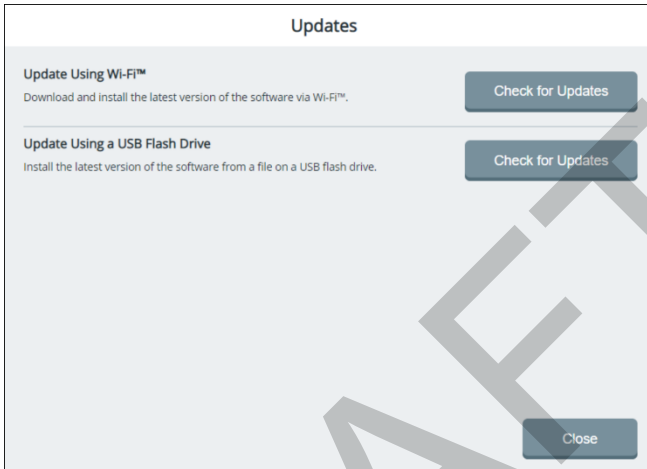 Updates
Update Using Wi-Fi™
Download and install the latest version of the software via Wi-Fi™.
Check for Updates
Update Using a USB Flash Drive
Install the latest version of the software from a file on a USB flash drive.
Check for Updates
Close